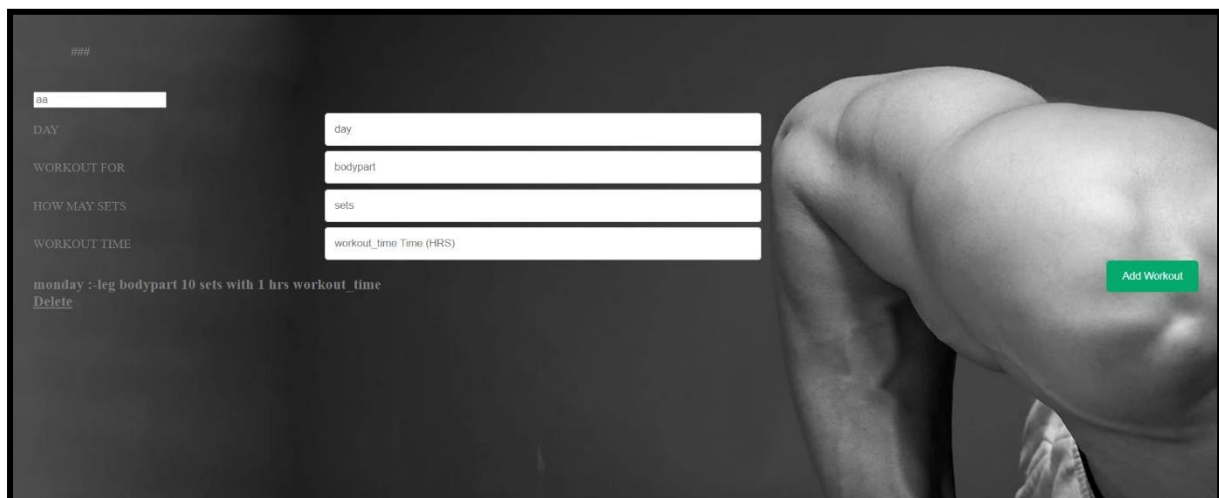 ###
aa
DAY day
WORKOUT FOR bodypart
HOW MAY SETS sets
WORKOUT TIME workout_time Time (HRS)
Add Workout
monday :-leg bodypart 10 sets with 1 hrs workout_time
Delete